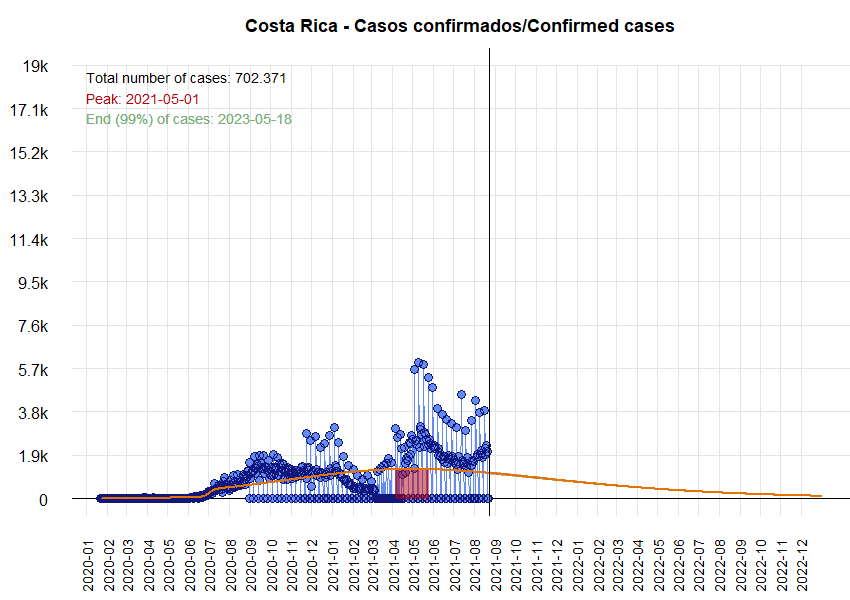 Costa Rica - Casos confirmados/Confirmed cases
19k
17.1k
15.2k
13.3k
11.4k
9.5k
7.6k
5.7k
3.8k
1.9k
0
Total number of cases: 702.371
Peak: 2021-05-01
End (99%) of cases: 2023-05-18
2020-01
2020-02
2020-03
2020-04
2020-05
2020-06
2020-07
2020-08
2020-09
2020-10
2020-11
2020-12
2021-01
2021-02
2021-03
2021-04
2021-05
2021-06
2021-07
2021-08
2021-09
2021-10
2021-11
2021-12
2022-01
2022-02
2022-03
2022-04
2022-05
2022-06
2022-07
2022-08
2022-09
2022-10
2022-11
2022-12